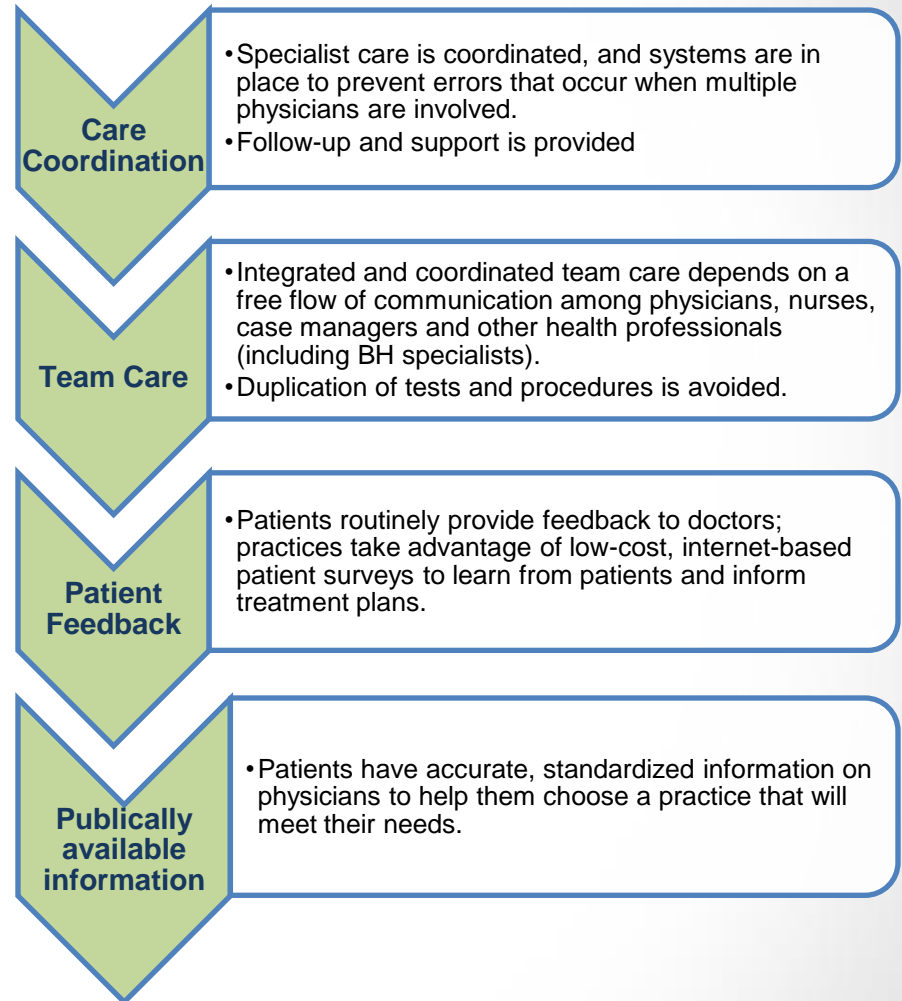 Care
Coordination
•Specialist care is coordinated, and systems are in
place to prevent errors that occur when multiple
physicians are involved.
•Follow-up and support is provided
Team Care
•Integrated and coordinated team care depends on a
free flow of communication among physicians, nurses,
case managers and other health professionals
(including BH specialists).
•Duplication of tests and procedures is avoided.
Patient
Feedback
•Patients routinely provide feedback to doctors;
practices take advantage of low-cost, internet-based
patient surveys to learn from patients and inform
treatment plans.
Publically
available
information
•Patients have accurate, standardized information on
physicians to help them choose a practice that will
meet their needs.